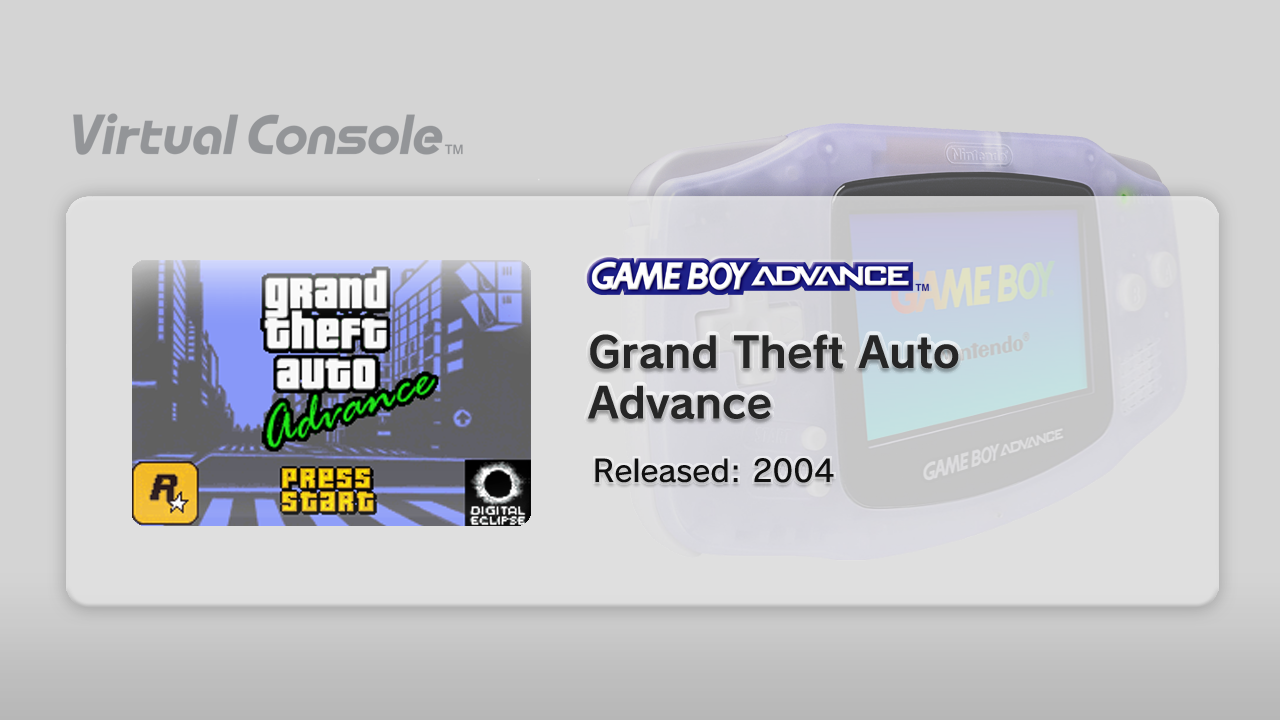 Virtual Console™
Nintendo
GAME BOY ADVANCE™
GAME BOY
Nintendo®
grand
theft
auto
Advance
Grand Theft Auto
Advance
Released: 2004
GAME BOY ADVANCE
R
PRESS
START
DIGITAL
ECLIPSE